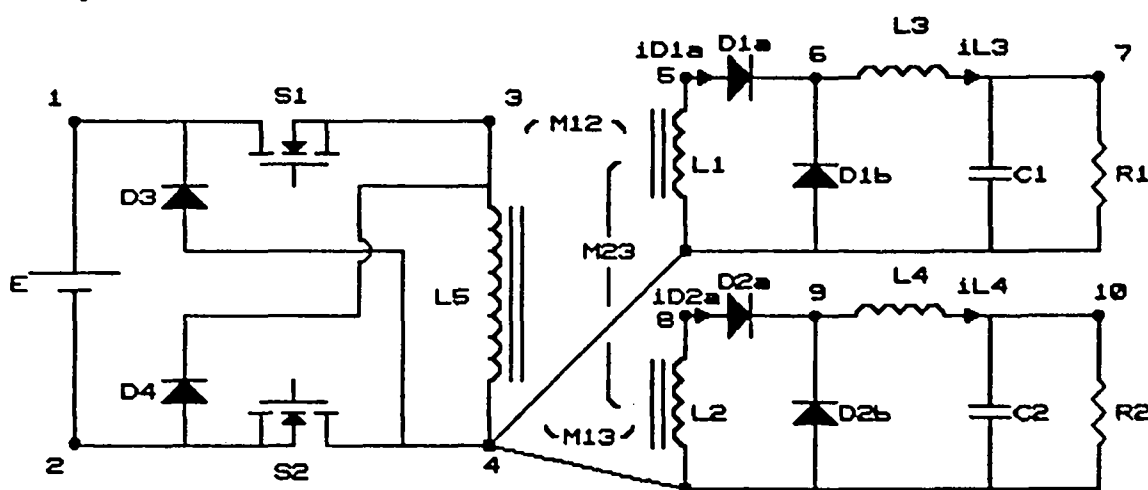 L3
iD1a D1a 6 iL3 7
5
1 S1 3
M12
L1 D1b C1 R1
D3
M23
E L5
D2a 9 L4 iL4 10
iD2a
8
D4
L2 D2b C2 R2
M13
2 S2 4